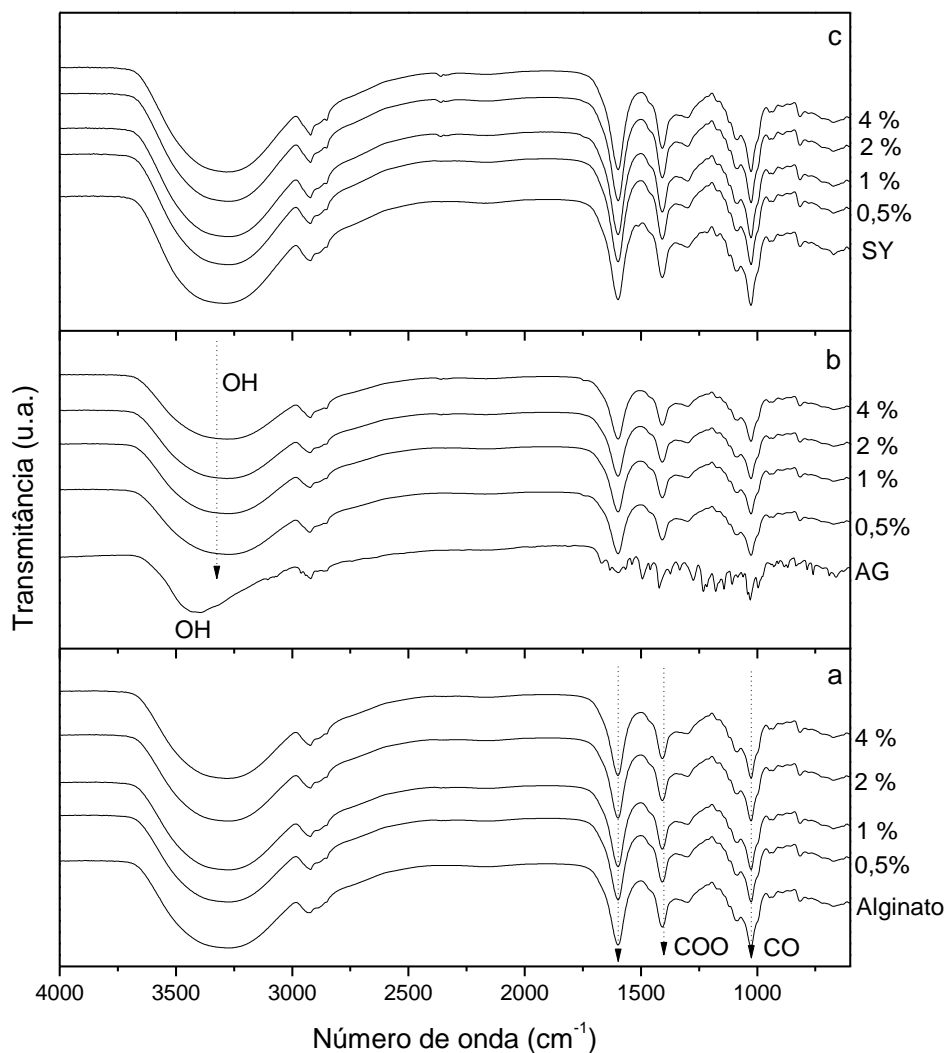 c
4 %
2 %
1 %
0,5%
SY
b
OH
4 %
2 %
1 %
0,5%
AG
OH
a
4 %
2 %
1 %
0,5%
Alginato
COO
CO
4000 3500 3000 2500 2000 1500 1000
Número de onda (cm-1)
Transmitância (u.a.)